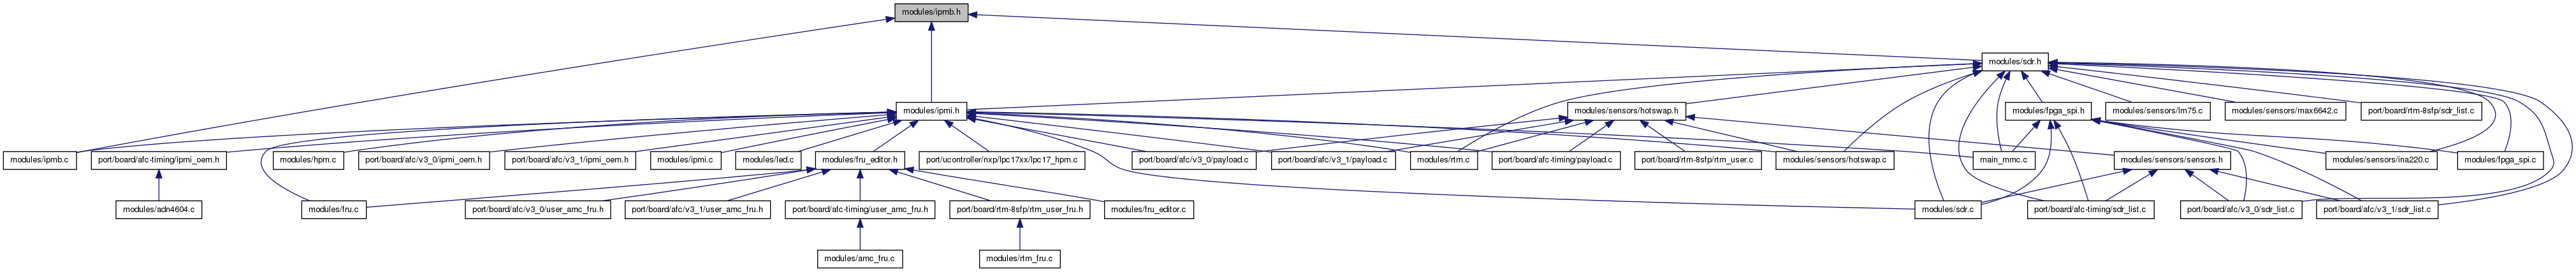 modules/ipmb.h
modules/sdr.h
modules/ipmi.h
modules/sensors/hotswap.h
modules/fpga_spi.h
modules/sensors/lm75.c
modules/sensors/max6642.c
port/board/rtm-8sfp/sdr_list.c
modules/ipmb.c
port/board/afc-timing/ipmi_oem.h
modules/hpm.c
port/board/afc/v3_0/ipmi_oem.h
port/board/afc/v3_1/ipmi_oem.h
modules/ipmi.c
modules/led.c
modules/fru_editor.h
port/ucontroller/nxp/lpc17xx/lpc17_hpm.c
port/board/afc/v3_0/payload.c
port/board/afc/v3_1/payload.c
modules/rtm.c
port/board/afc-timing/payload.c
port/board/rtm-8sfp/rtm_user.c
modules/sensors/hotswap.c
main_mmc.c
modules/sensors/sensors.h
modules/sensors/ina220.c
modules/fpga_spi.c
modules/adn4604.c
modules/fru.c
port/board/afc/v3_0/user_amc_fru.h
port/board/afc/v3_1/user_amc_fru.h
port/board/afc-timing/user_amc_fru.h
port/board/rtm-8sfp/rtm_user_fru.h
modules/fru_editor.c
modules/sdr.c
port/board/afc-timing/sdr_list.c
port/board/afc/v3_0/sdr_list.c
port/board/afc/v3_1/sdr_list.c
modules/amc_fru.c
modules/rtm_fru.c